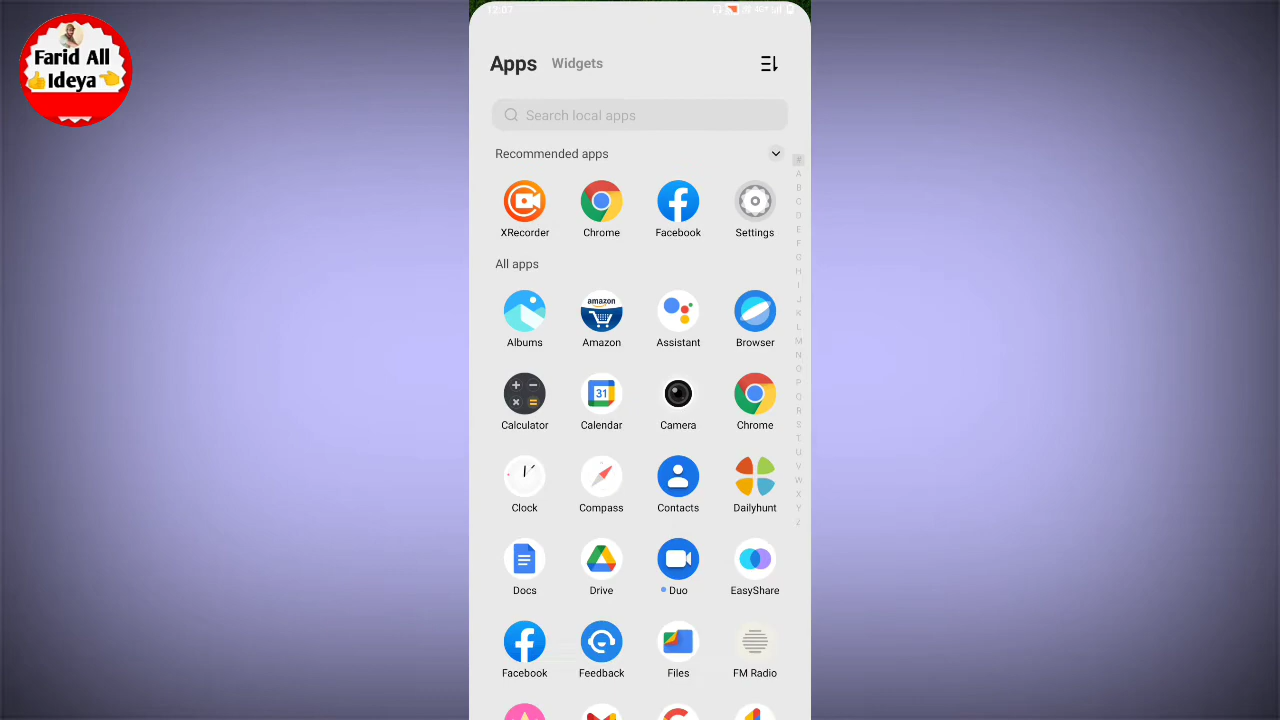 Farid All
Ideya
12:07
Apps Widgets
Search local apps
Recommended apps
XRecorder Chrome Facebook Settings
All apps
amazon
Albums Amazon Assistant Browser
31
Calculator Calendar Camera Chrome
Clock Compass Contacts Dailyhunt
Docs Drive Duo EasyShare
Facebook Feedback Files FM Radio
#
A
B
C
D
E
F
G
H
I
J
K
L
M
N
O
P
Q
R
S
T
U
V
W
X
Y
Z